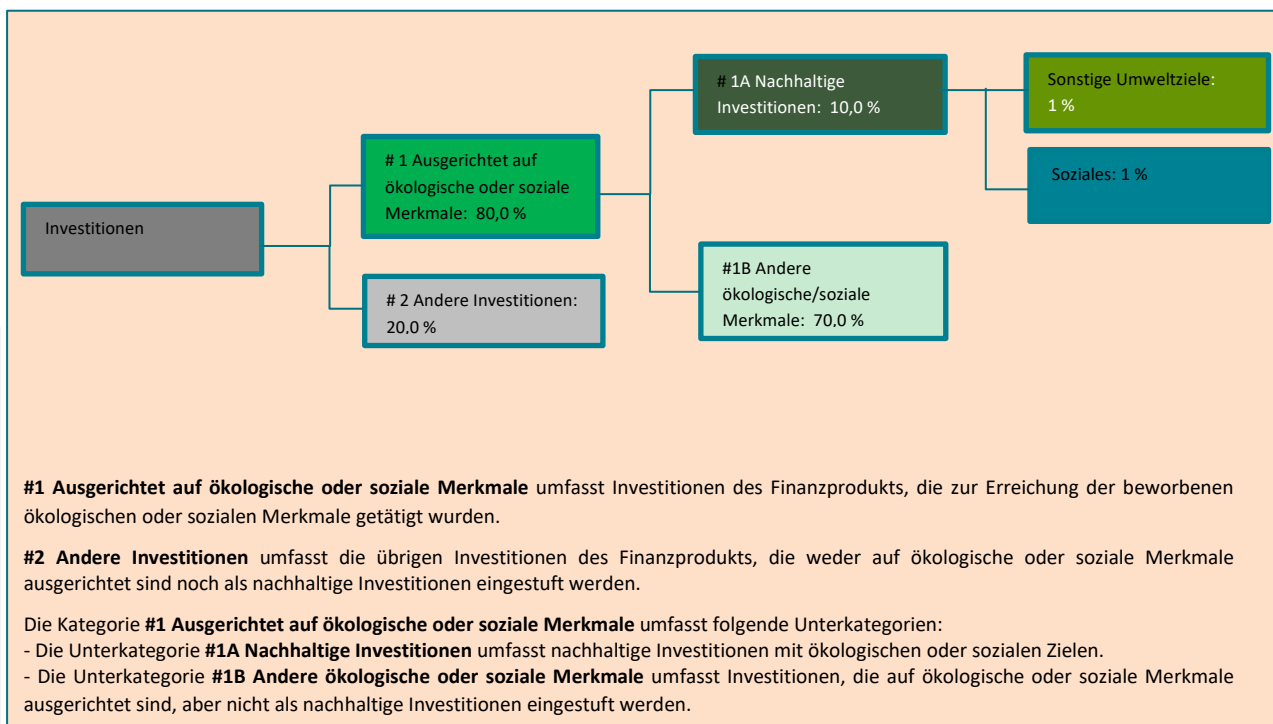 Investitionen
# 1 Ausgerichtet auf
ökologische oder soziale
Merkmale: 80,0 %
# 2 Andere Investitionen:
20,0 %
# 1A Nachhaltige
Investitionen: 10,0 %
#1B Andere
ökologische/soziale
Merkmale: 70,0 %
Sonstige Umweltziele:
1 %
Soziales: 1 %
#1 Ausgerichtet auf ökologische oder soziale Merkmale umfasst Investitionen des Finanzprodukts, die zur Erreichung der beworbenen
ökologischen oder sozialen Merkmale getätigt wurden.
#2 Andere Investitionen umfasst die übrigen Investitionen des Finanzprodukts, die weder auf ökologische oder soziale Merkmale
ausgerichtet sind noch als nachhaltige Investitionen eingestuft werden.
Die Kategorie #1 Ausgerichtet auf ökologische oder soziale Merkmale umfasst folgende Unterkategorien:
- Die Unterkategorie #1A Nachhaltige Investitionen umfasst nachhaltige Investitionen mit ökologischen oder sozialen Zielen.
- Die Unterkategorie #1B Andere ökologische oder soziale Merkmale umfasst Investitionen, die auf ökologische oder soziale Merkmale
ausgerichtet sind, aber nicht als nachhaltige Investitionen eingestuft werden.